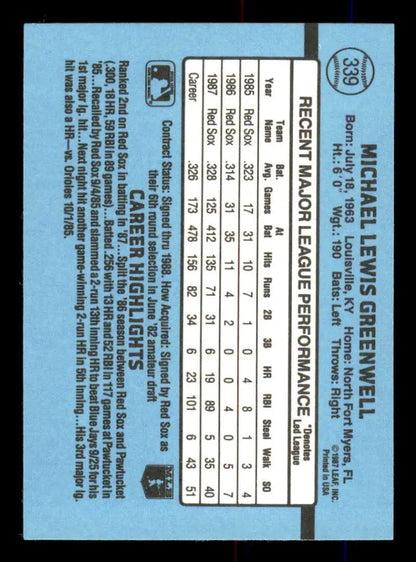 339
MICHAEL LEWIS GREENWELL
Born: July 18, 1963 Louisville, KY Home: North Fort Myers, FL
Ht.: 6'0" Wgt.: 190 Bats: Left Throws: Right
©1987 LEAF, INC.
Printed in USA
RECENT MAJOR LEAGUE PERFORMANCE *Denotes Led League
Team Bat. At
Year Name Avg. Games Bat Hits Runs 2B 3B HR RBI Steal Walk SO
1985 Red Sox .323 17 31 10 7 1 0 4 8 1 3 4
1986 Red Sox .314 31 35 11 4 2 0 0 4 0 5 7
1987 Red Sox .328 125 412 135 71 31 6 19 89 5 35 40
Career .326 173 478 156 82 34 6 23 101 6 43 51
Contract Status: Signed thru 1988. How Acquired: Signed by Red Sox as
their 6th round selection in June '82 amateur draft
CAREER HIGHLIGHTS
Ranked 2nd on Red Sox in batting in '87...Split the '86 season between Red Sox and Pawtucket
(.300, 18 HR, 59 RBI in 89 games)...Batted .256 with 13 HR and 52 RBI in 117 games at Pawtucket in
'85...Recalled by Red Sox 9/4/85 and slammed a 2-run 13th inning HR to beat Blue Jays 9/25 for his
1st major lg. hit...Next night hit another game-winning 2-run HR in 5th inning...His 3rd major lg.
hit was also a HR—vs. Orioles 10/1/85.